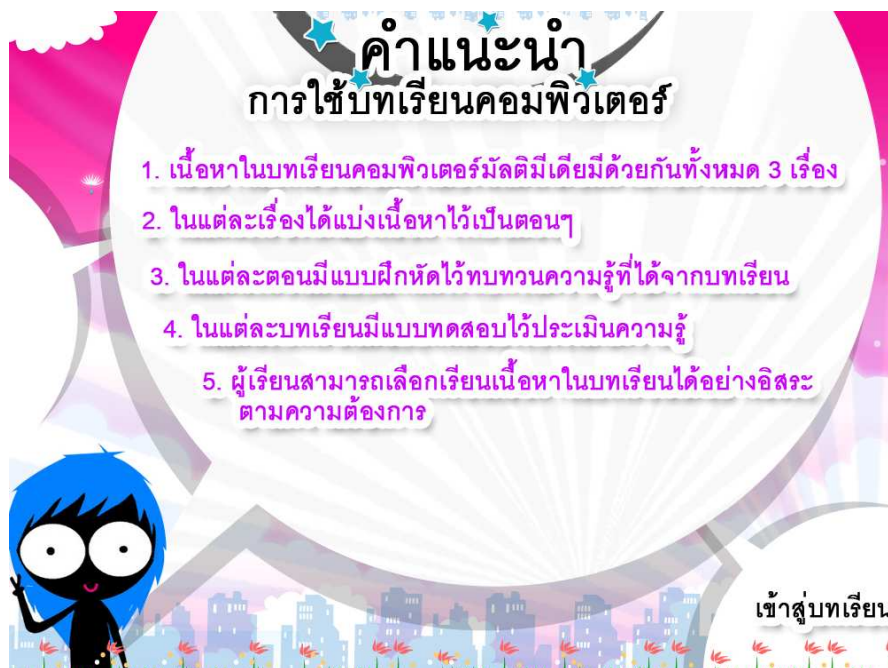 คำแนะนำ
การใช้บทเรียนคอมพิวเตอร์
1. เนื้อหาในบทเรียนคอมพิวเตอร์มัลติมีเดียมีด้วยกันทั้งหมด 3 เรื่อง
2. ในแต่ละเรื่องได้แบ่งเนื้อหาไว้เป็นตอนๆ
3. ในแต่ละตอนมีแบบฝึกหัดไว้ทบทวนความรู้ที่ได้จากบทเรียน
4. ในแต่ละบทเรียนมีแบบทดสอบไว้ประเมินความรู้
5. ผู้เรียนสามารถเลือกเรียนเนื้อหาในบทเรียนได้อย่างอิสระ
ตามความต้องการ
เข้าสู่บทเรียน